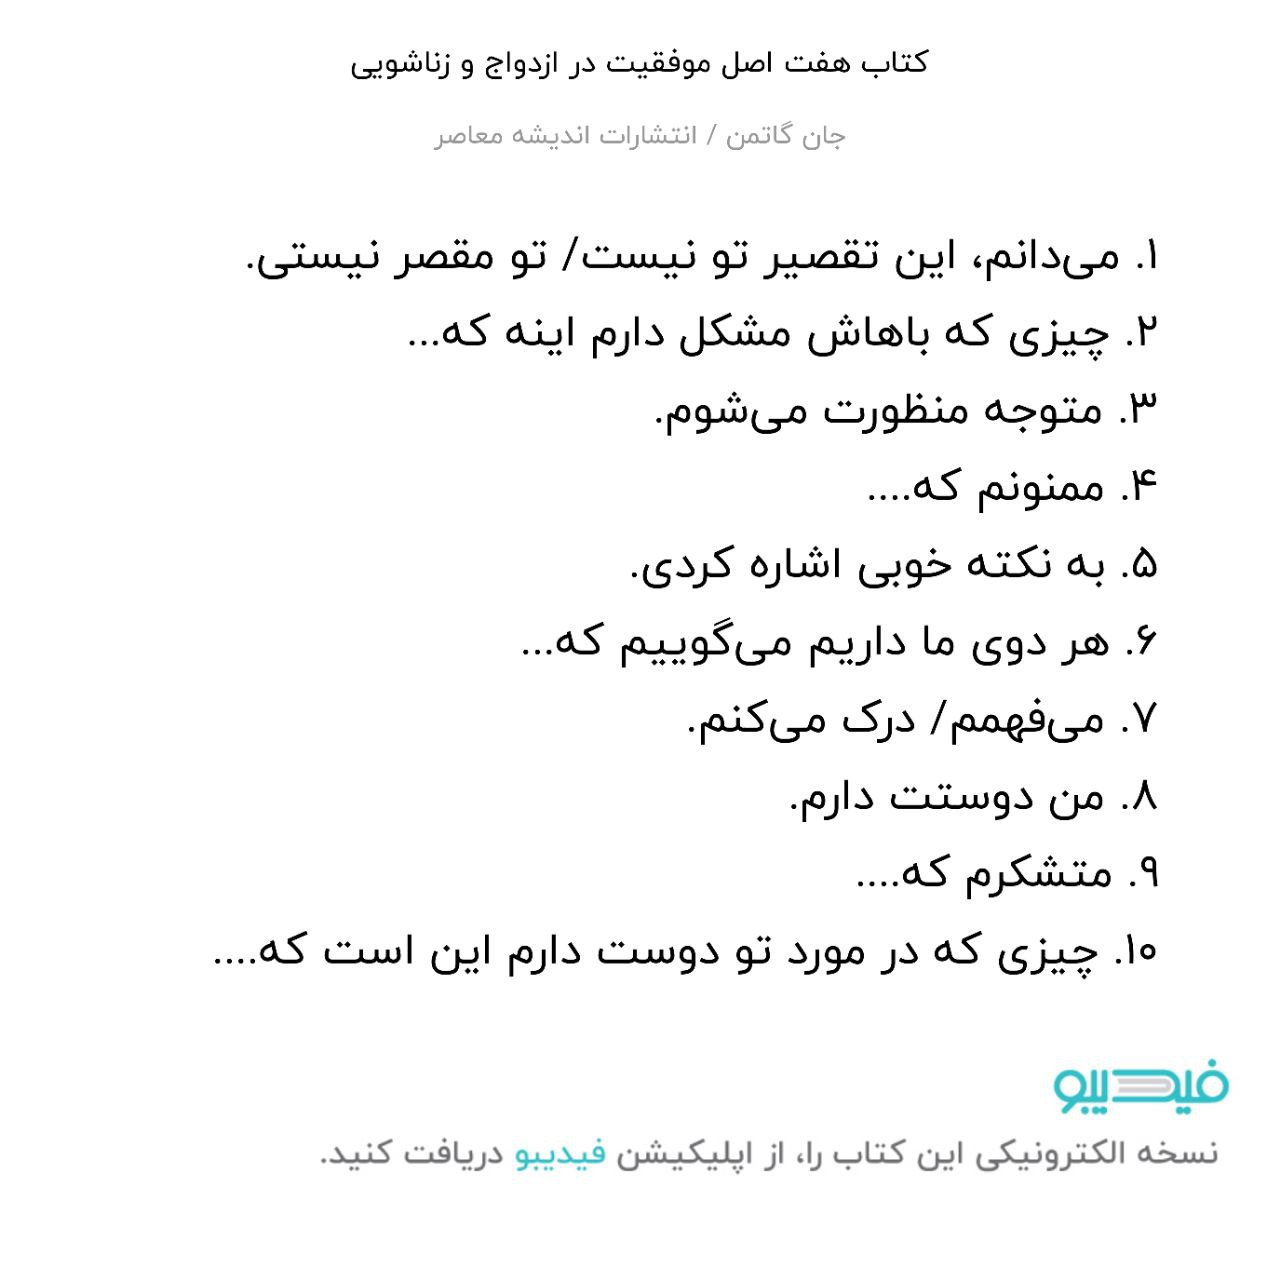 کتاب هفت اصل موفقیت در ازدواج و زناشویی
جان گاتمن / انتشارات اندیشه معاصر
۱. می‌دانم، این تقصیر تو نیست/ تو مقصر نیستی.
۲. چیزی که باهاش مشکل دارم اینه که...
۳. متوجه منظورت می‌شوم.
۴. ممنونم که....
۵. به نکته خوبی اشاره کردی.
۶. هر دوی ما داریم می‌گوییم که...
۷. می‌فهمم/ درک می‌کنم.
۸. من دوستت دارم.
۹. متشکرم که....
۱۰. چیزی که در مورد تو دوست دارم این است که....
فیدیبو
نسخه الکترونیکی این کتاب را، از اپلیکیشن فیدیبو دریافت کنید.